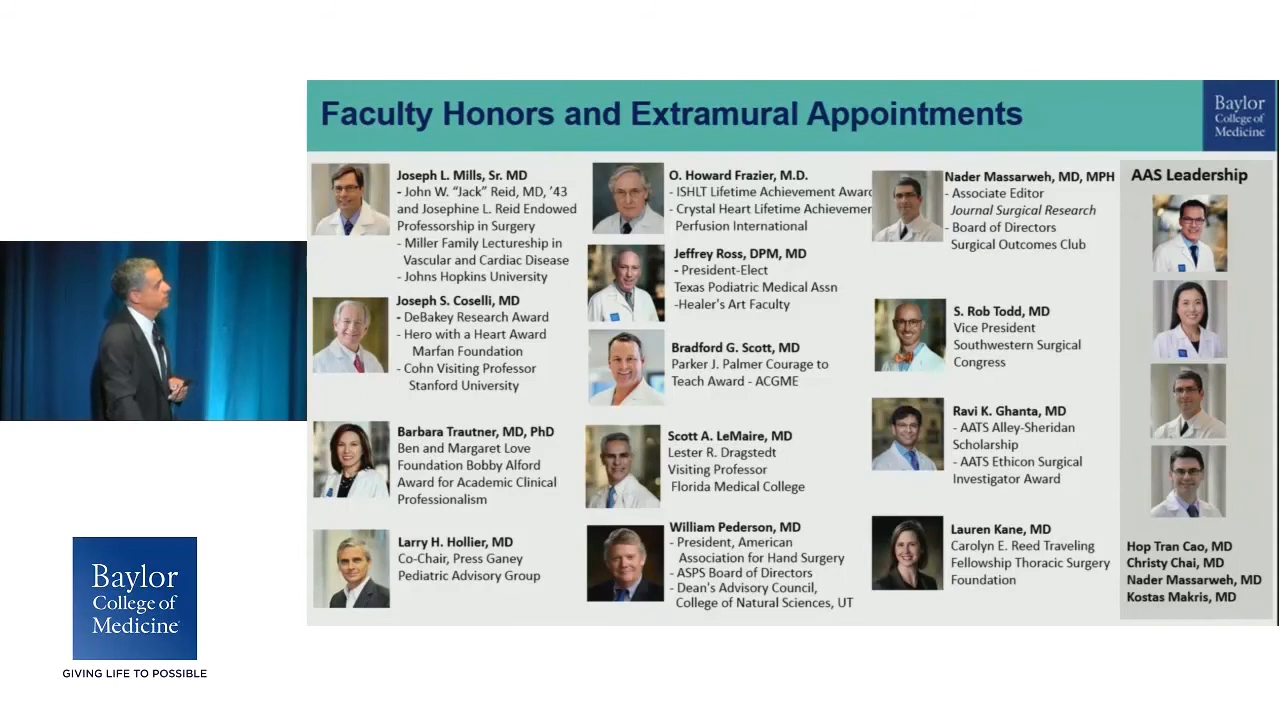 Faculty Honors and Extramural Appointments
Baylor
College of
Medicine
Joseph L. Mills, Sr. MD
- John W. “Jack” Reid, MD, ’43
and Josephine L. Reid Endowed
Professorship in Surgery
- Miller Family Lectureship in
Vascular and Cardiac Disease
- Johns Hopkins University
Joseph S. Coselli, MD
- DeBakey Research Award
- Hero with a Heart Award
Marfan Foundation
- Cohn Visiting Professor
Stanford University
Barbara Trautner, MD, PhD
Ben and Margaret Love
Foundation Bobby Alford
Award for Academic Clinical
Professionalism
Larry H. Hollier, MD
Co-Chair, Press Ganey
Pediatric Advisory Group
O. Howard Frazier, M.D.
- ISHLT Lifetime Achievement Award
- Crystal Heart Lifetime Achievemer
Perfusion International
Jeffrey Ross, DPM, MD
- President-Elect
Texas Podiatric Medical Assn
-Healer's Art Faculty
Bradford G. Scott, MD
Parker J. Palmer Courage to
Teach Award - ACGME
Scott A. LeMaire, MD
Lester R. Dragstedt
Visiting Professor
Florida Medical College
William Pederson, MD
- President, American
Association for Hand Surgery
- ASPS Board of Directors
- Dean's Advisory Council,
College of Natural Sciences, UT
Nader Massarweh, MD, MPH
- Associate Editor
Journal Surgical Research
- Board of Directors
Surgical Outcomes Club
S. Rob Todd, MD
Vice President
Southwestern Surgical
Congress
Ravi K. Ghanta, MD
- AATS Alley-Sheridan
Scholarship
- AATS Ethicon Surgical
Investigator Award
Lauren Kane, MD
Carolyn E. Reed Traveling
Fellowship Thoracic Surgery
Foundation
AAS Leadership
Hop Tran Cao, MD
Christy Chai, MD
Nader Massarweh, MD
Kostas Makris, MD
Baylor
College of
Medicine
GIVING LIFE TO POSSIBLE